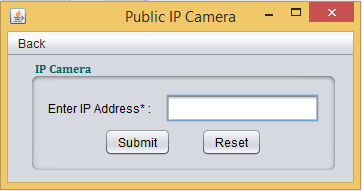 Public IP Camera
Back
IP Camera
Enter IP Address* :
Submit Reset